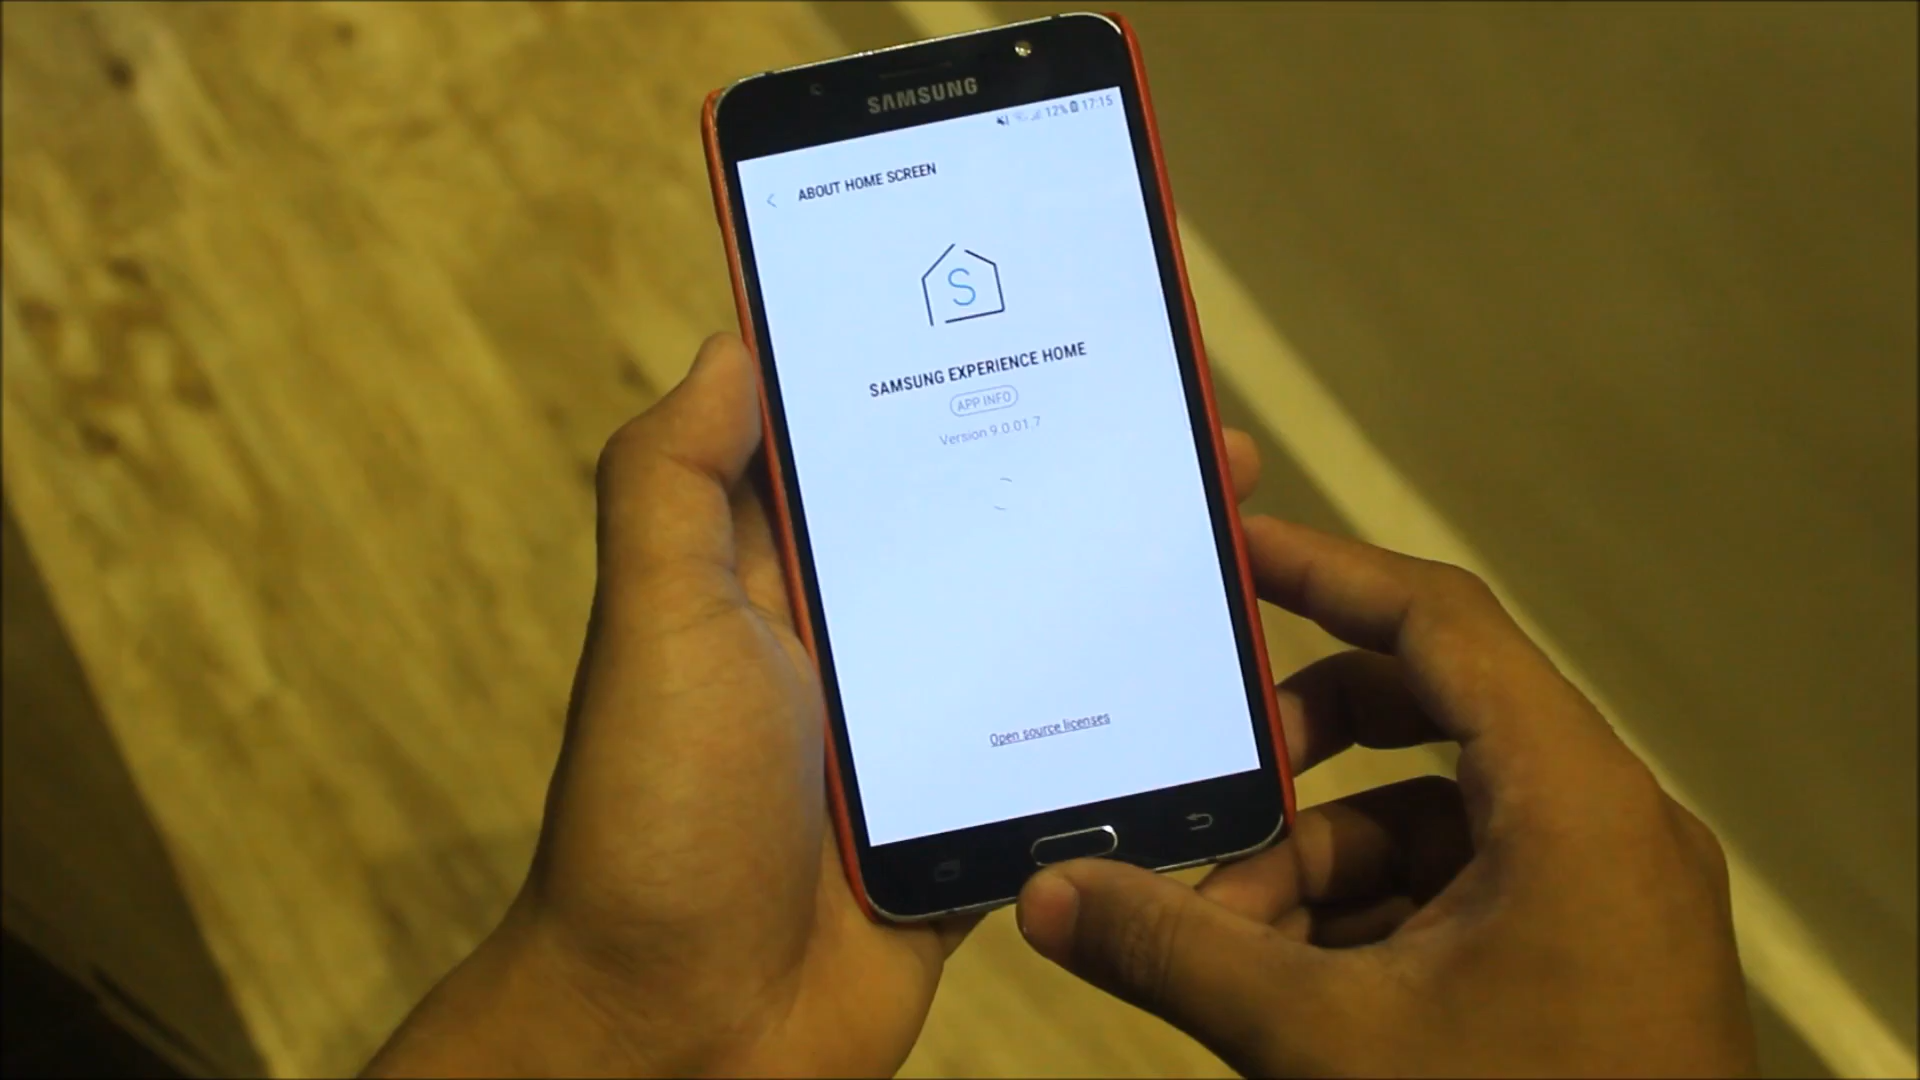 SAMSUNG
12% 17:15
ABOUT HOME SCREEN
S
SAMSUNG EXPERIENCE HOME
APP INFO
Version 9.0.01.7
Open source licenses